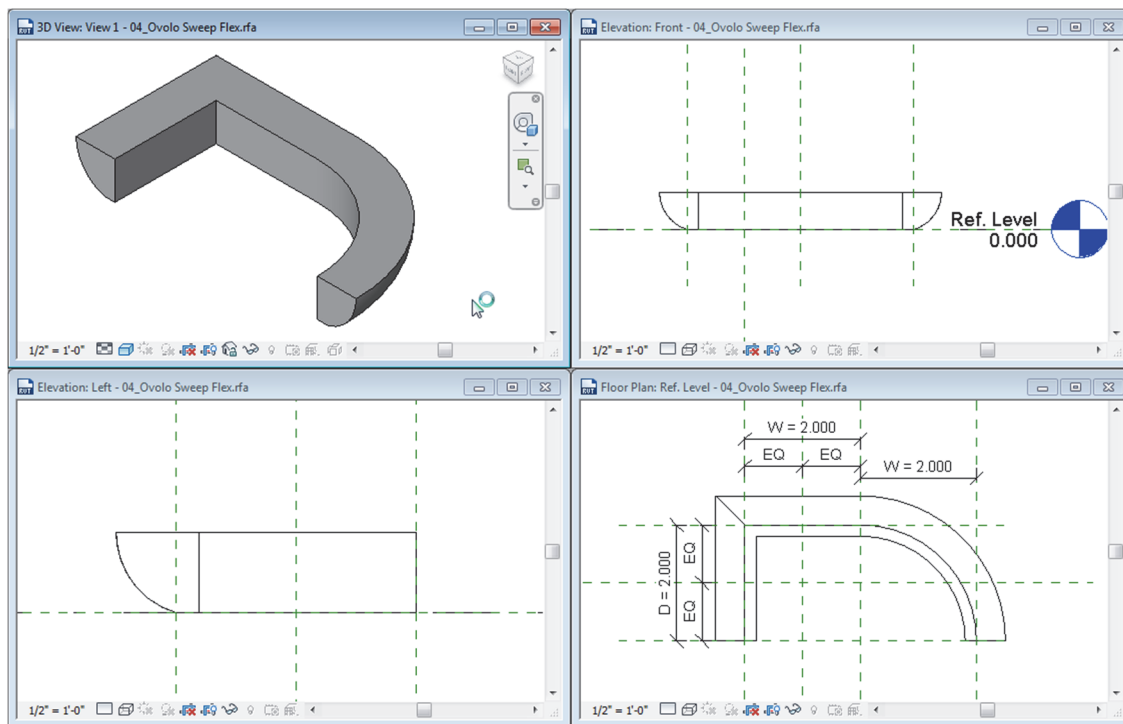 3D View: View 1 - 04_Ovolo Sweep Flex.rfa
1/2" = 1'-0"
Elevation: Front - 04_Ovolo Sweep Flex.rfa
Ref. Level
0.000
1/2" = 1'-0"
Elevation: Left - 04_Ovolo Sweep Flex.rfa
1/2" = 1'-0"
Floor Plan: Ref. Level - 04_Ovolo Sweep Flex.rfa
W = 2.000
EQ EQ
W = 2.000
D = 2.000
EQ
EQ
1/2" = 1'-0"